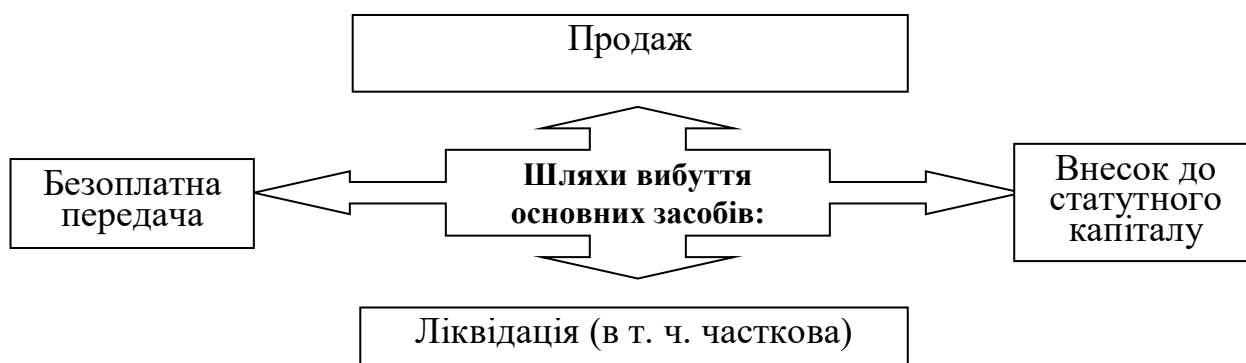 Продаж
Безоплатна
передача
Шляхи вибуття
основних засобів:
Внесок до
статутного
капіталу
Ліквідація (в т. ч. часткова)